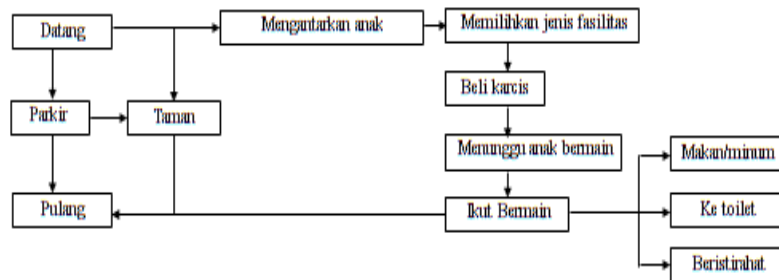 Datang
Mengantarkan anak
Memilihkan jenis fasilitas
Beli karcis
Parkir
Taman
Menunggu anak bermain
Makan/minum
Pulang
Ikut Bermain
Ke toilet
Beristirahat